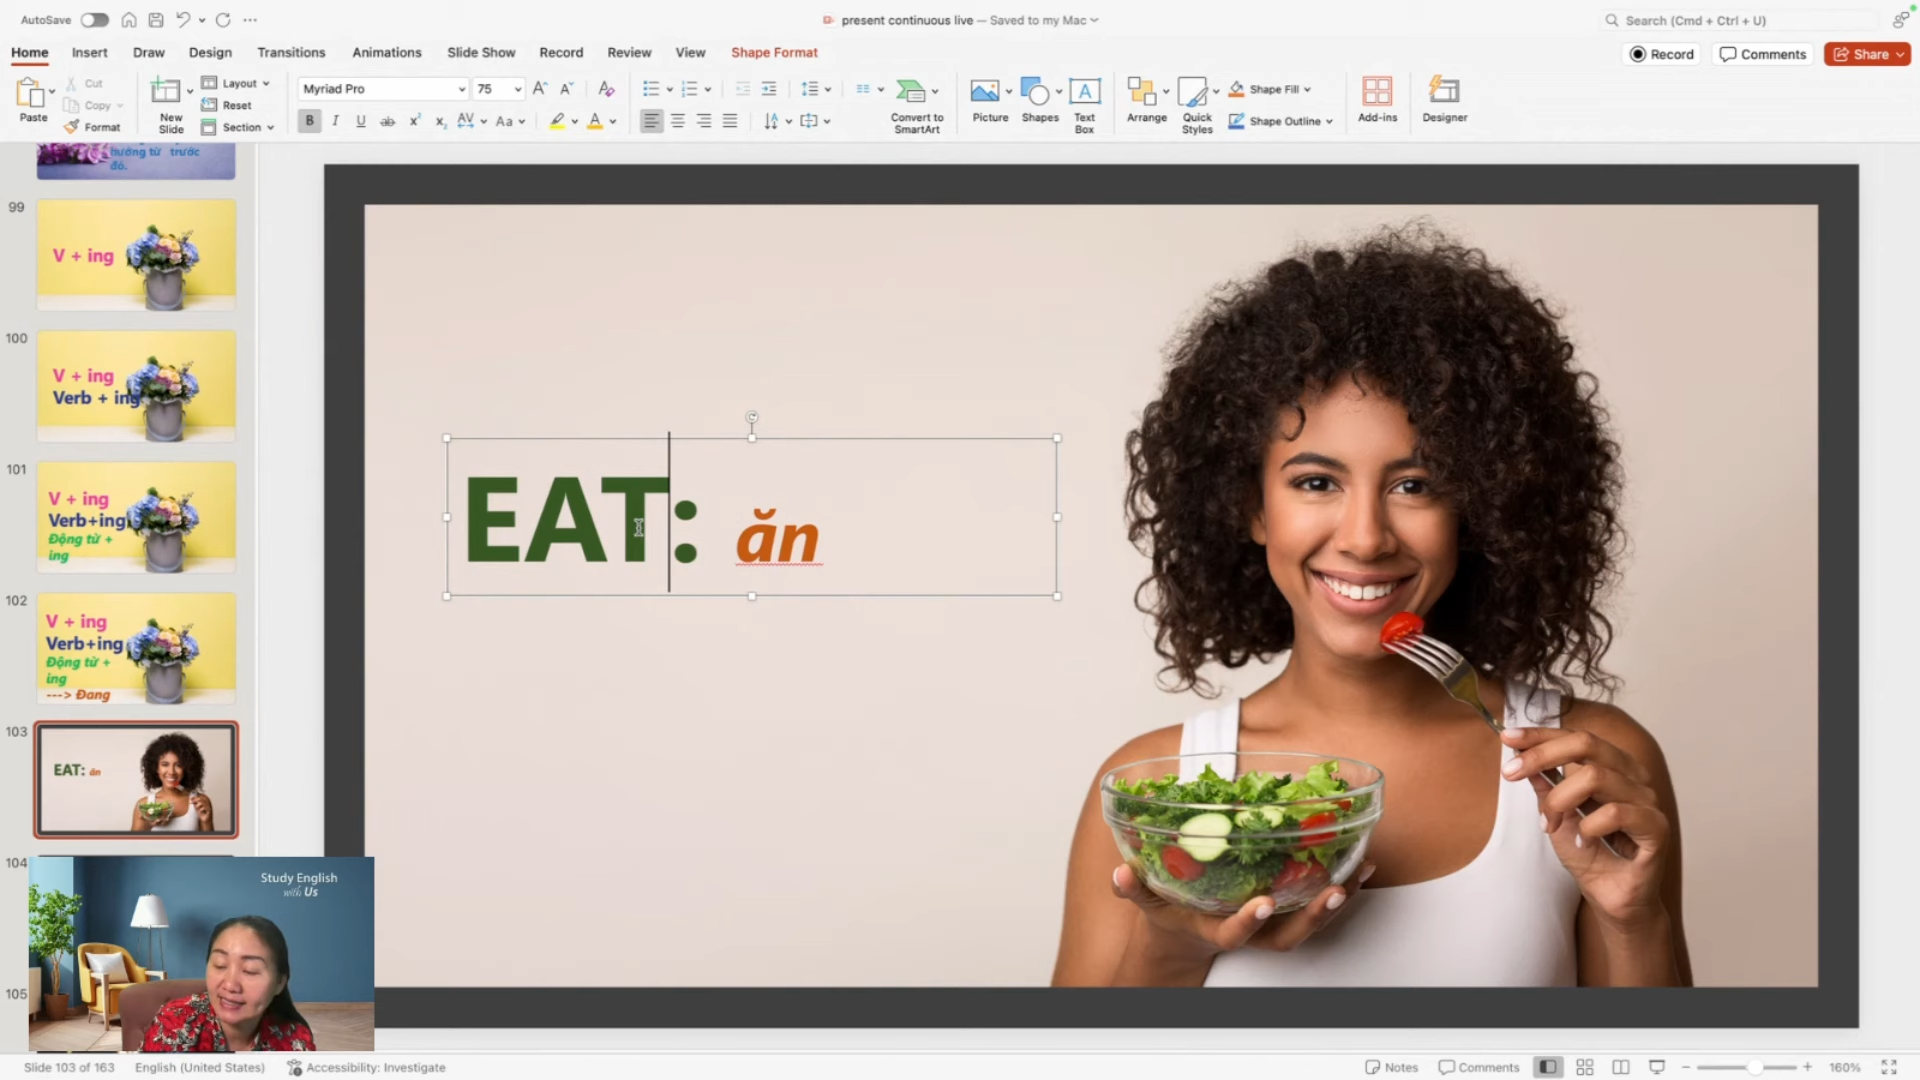 AutoSave
present continuous live — Saved to my Mac
Search (Cmd + Ctrl + U)
Home Insert Draw Design Transitions Animations Slide Show Record Review View Shape Format
Record Comments Share
Paste
Cut
Copy
Format
New Slide
Layout
Reset
Section
Myriad Pro 75
Convert to SmartArt
Picture
Shapes
Text Box
Arrange
Quick Styles
Shape Fill
Shape Outline
Add-ins
Designer
hướng từ trước
đó.
99
V + ing
100
V + ing
Verb + ing
101
V + ing
Verb+ing
Động từ +
ing
102
V + ing
Verb+ing
Động từ +
ing
---> Đang
103
EAT: ăn
104
105
EAT: ăn
Study English
with Us
Slide 103 of 163 English (United States) Accessibility: Investigate
Notes Comments 160%